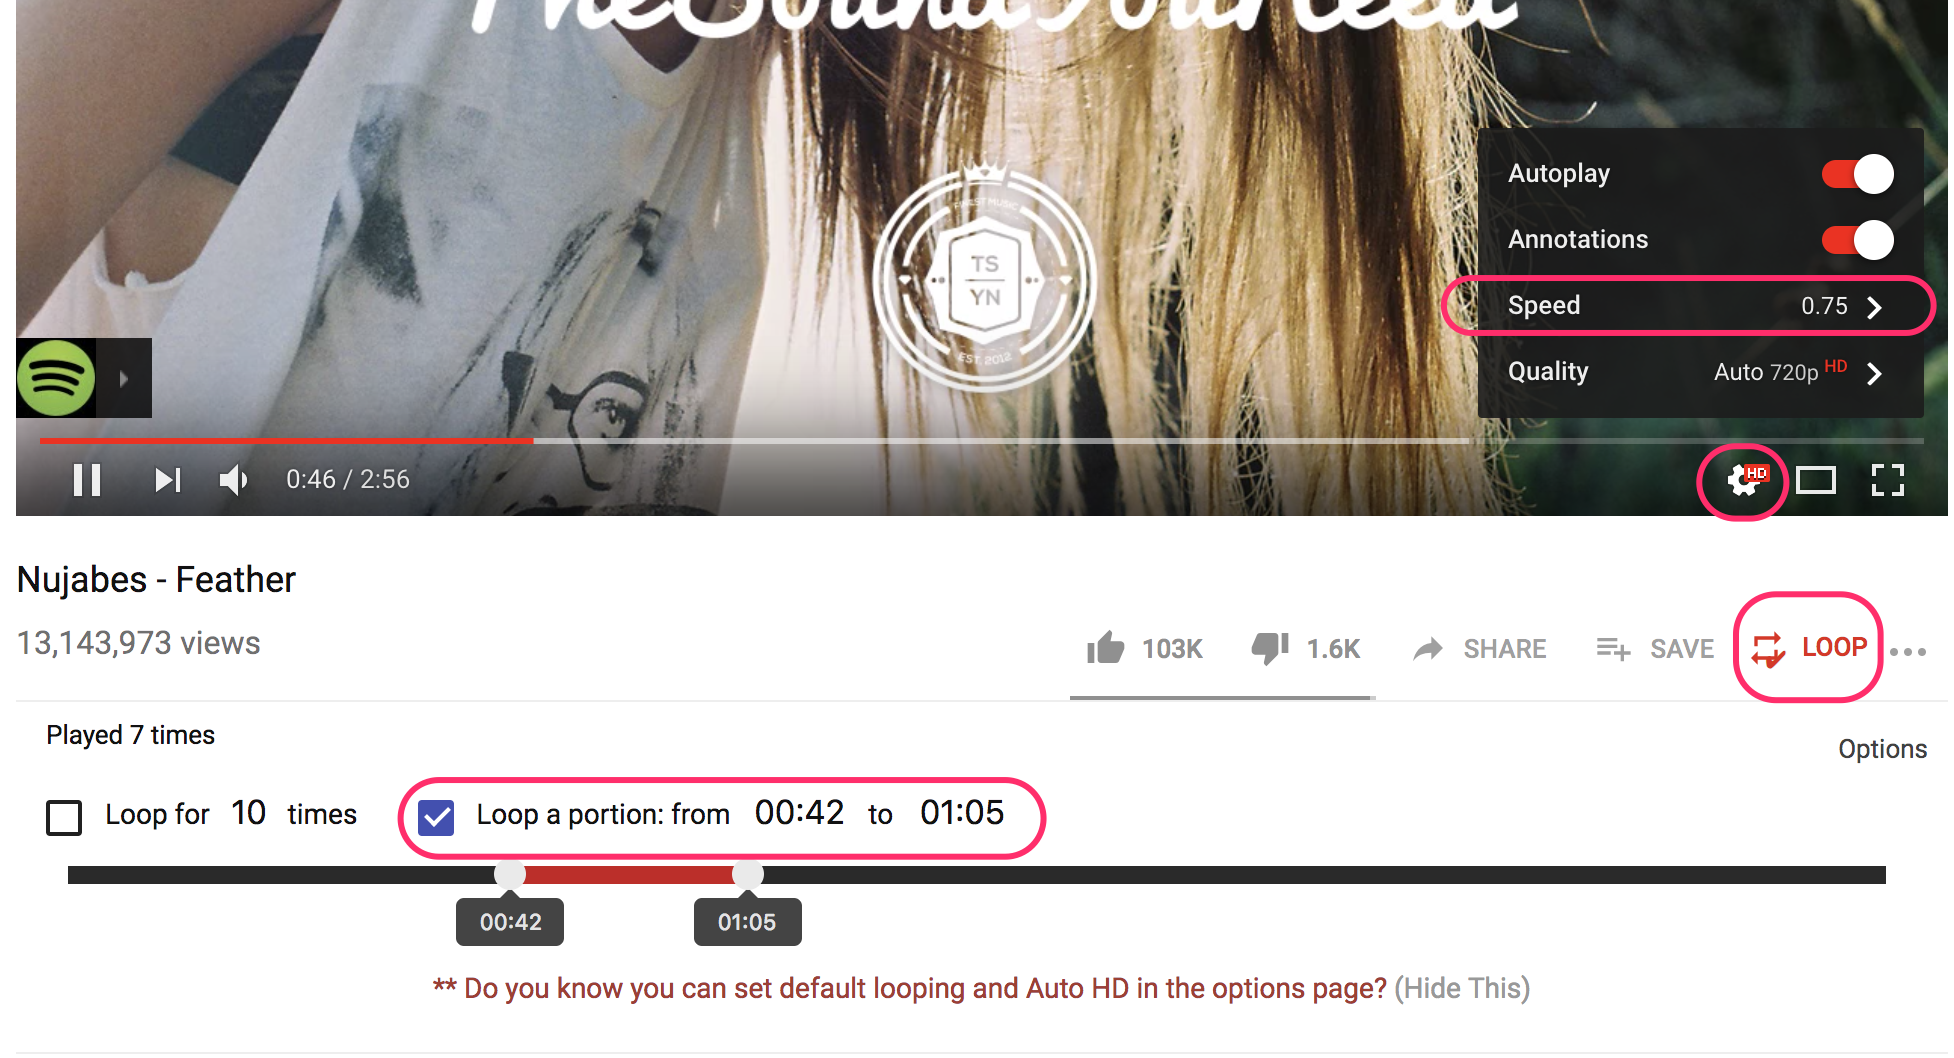 TheSoundYouNeed
FINEST MUSIC
TS
YN
EST 2012
Autoplay
Annotations
Speed 0.75
Quality Auto 720p HD
0:46 / 2:56
HD
Nujabes - Feather
13,143,973 views
103K 1.6K SHARE SAVE LOOP
Played 7 times
Options
Loop for 10 times Loop a portion: from 00:42 to 01:05
00:42 01:05
** Do you know you can set default looping and Auto HD in the options page? (Hide This)